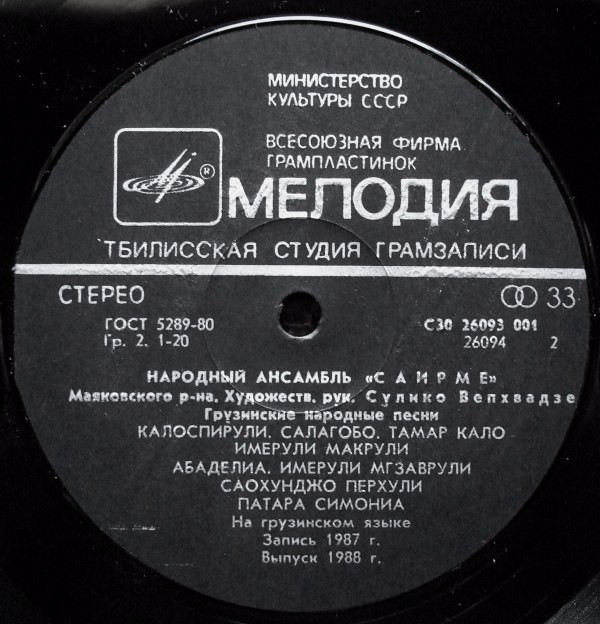 МИНИСТЕРСТВО
КУЛЬТУРЫ СССР
ВСЕСОЮЗНАЯ ФИРМА
ГРАМПЛАСТИНОК
®
МЕЛОДИЯ
ТБИЛИССКАЯ СТУДИЯ ГРАМЗАПИСИ
СТЕРЕО 33
ГОСТ 5289-80 С30 26093 001
Гр. 2. 1-20 26094 2
НАРОДНЫЙ АНСАМБЛЬ «САИРМЕ»
Маяковского р-на. Художеств. рук. Сулико Вепхвадзе
Грузинские народные песни
КАЛОСПИРУЛИ. САЛАГОБО. ТАМАР КАЛО
ИМЕРУЛИ МАКРУЛИ
АБАДЕЛИА. ИМЕРУЛИ МГЗАВРУЛИ
САОХУНДЖО ПЕРХУЛИ
ПАТАРА СИМОНИА
На грузинском языке
Запись 1987 г.
Выпуск 1988 г.